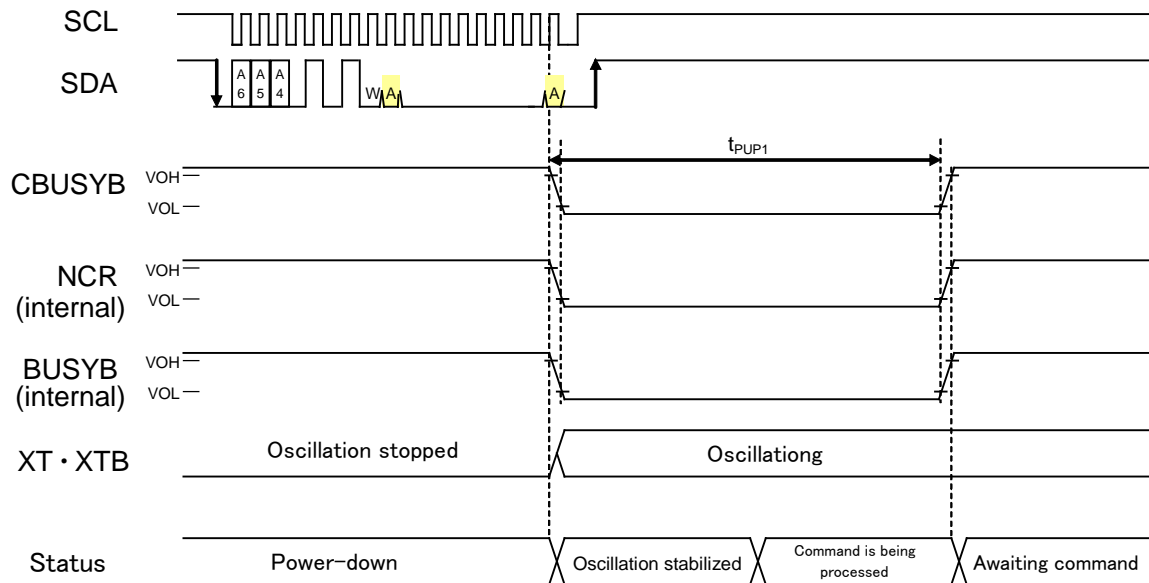 SCL
SDA
A
6
A
5
A
4
W
A
A
tPUP1
CBUSYB
VOH
VOL
NCR
(internal)
VOH
VOL
BUSYB
(internal)
VOH
VOL
XT・XTB
Oscillation stopped
Oscillationg
Status
Power-down
Oscillation stabilized
Command is being
processed
Awaiting command